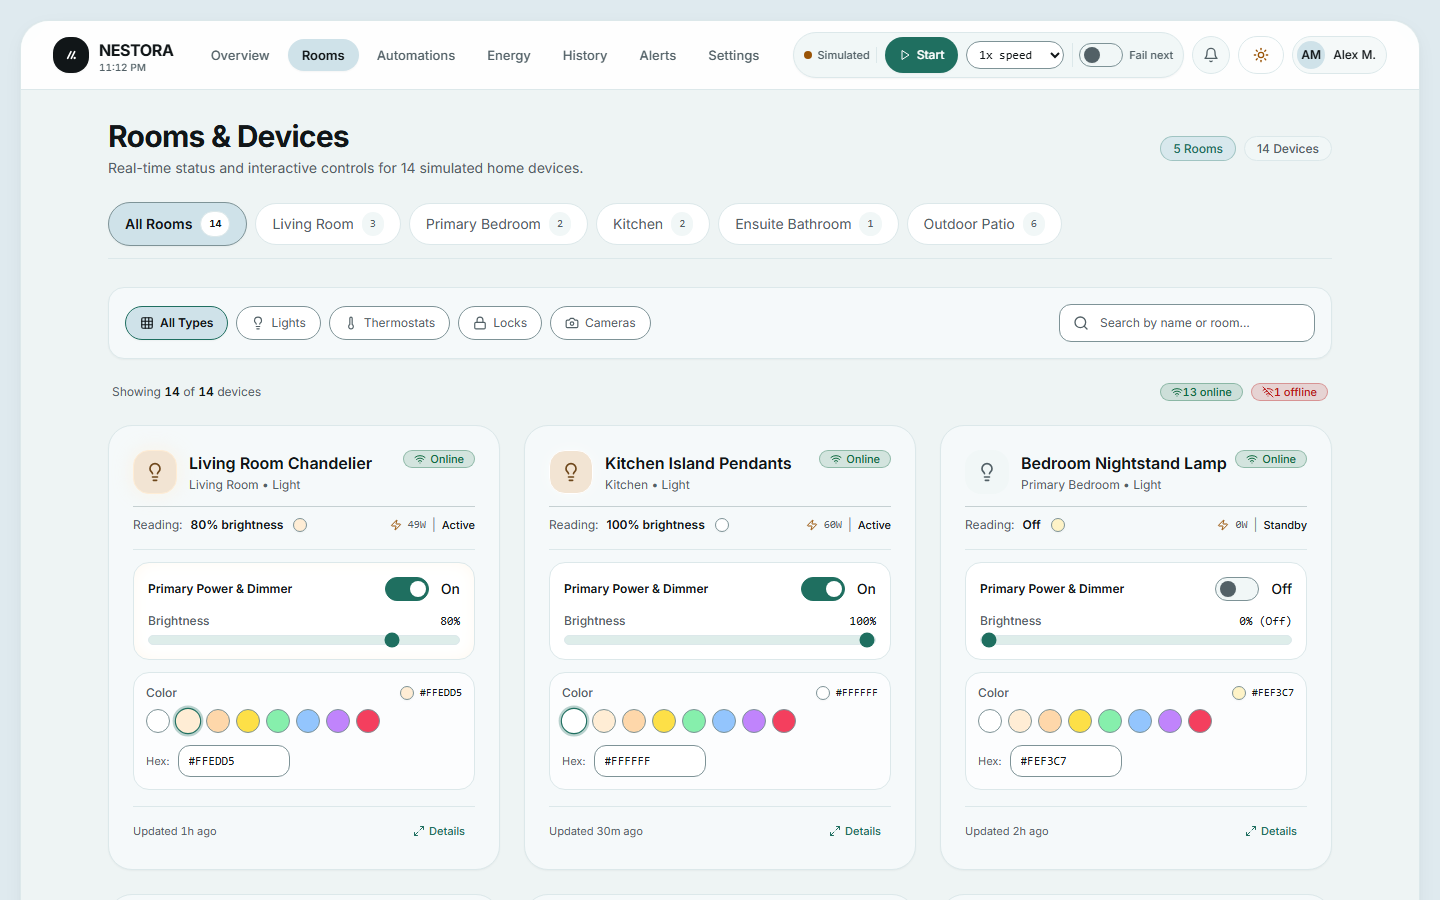 NESTORA
11:12 PM
Overview
Rooms
Automations
Energy
History
Alerts
Settings
Simulated
Start
1x speed
Fail next
AM
Alex M.
Rooms & Devices
Real-time status and interactive controls for 14 simulated home devices.
5 Rooms
14 Devices
All Rooms 14
Living Room 3
Primary Bedroom 2
Kitchen 2
Ensuite Bathroom 1
Outdoor Patio 6
All Types
Lights
Thermostats
Locks
Cameras
Search by name or room...
Showing 14 of 14 devices
13 online
1 offline
Living Room Chandelier
Online
Living Room • Light
Reading: 80% brightness
49W
Active
Primary Power & Dimmer
On
Brightness
80%
Color
#FFEDD5
Hex:
#FFEDD5
Updated 1h ago
Details
Kitchen Island Pendants
Online
Kitchen • Light
Reading: 100% brightness
60W
Active
Primary Power & Dimmer
On
Brightness
100%
Color
#FFFFFF
Hex:
#FFFFFF
Updated 30m ago
Details
Bedroom Nightstand Lamp
Online
Primary Bedroom • Light
Reading: Off
0W
Standby
Primary Power & Dimmer
Off
Brightness
0% (Off)
Color
#FEF3C7
Hex:
#FEF3C7
Updated 2h ago
Details